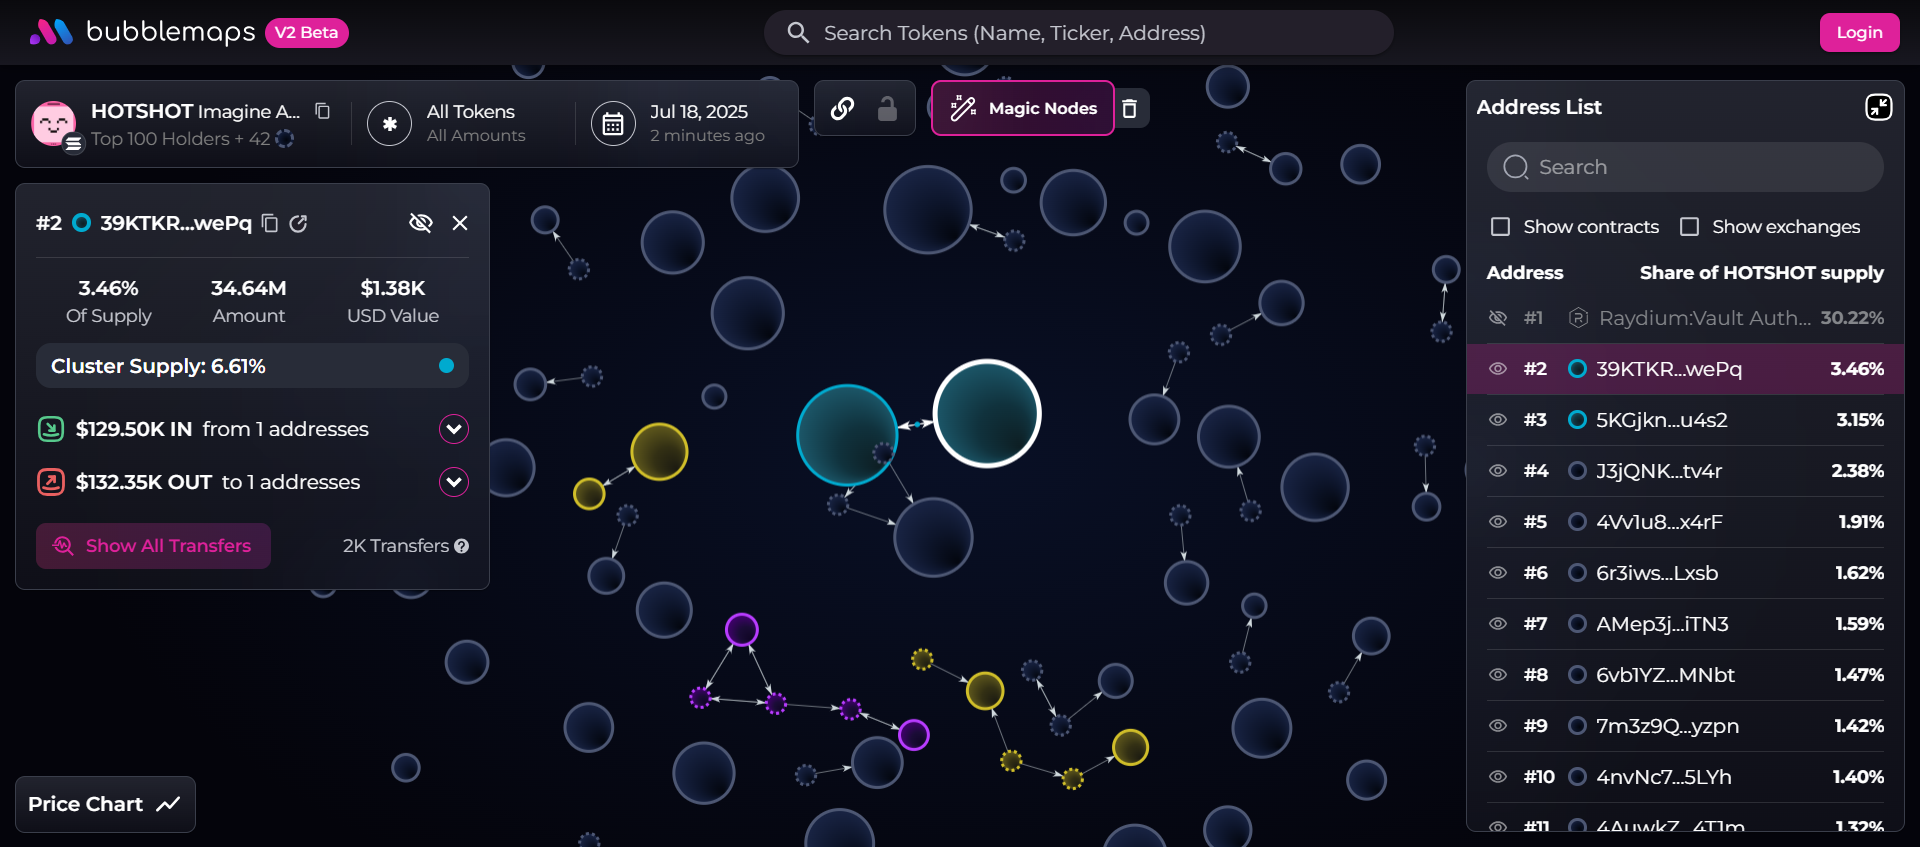 bubblemaps V2 Beta
Search Tokens (Name, Ticker, Address)
Login
HOTSHOT Imagine A...
Top 100 Holders + 42
All Tokens
All Amounts
Jul 18, 2025
2 minutes ago
Magic Nodes
#2 39KTKR...wePq
3.46% 34.64M $1.38K
Of Supply Amount USD Value
Cluster Supply: 6.61%
$129.50K IN from 1 addresses
$132.35K OUT to 1 addresses
Show All Transfers 2K Transfers ?
Price Chart
Address List
Search
Show contracts Show exchanges
Address Share of HOTSHOT supply
#1 Raydium:Vault Auth... 30.22%
#2 39KTKR...wePq 3.46%
#3 5KGjkn...u4s2 3.15%
#4 J3jQNK...tv4r 2.38%
#5 4Vv1u8...x4rF 1.91%
#6 6r3iws...Lxsb 1.62%
#7 AMep3j...iTN3 1.59%
#8 6vb1YZ...MNbt 1.47%
#9 7m3z9Q...yzpn 1.42%
#10 4nvNc7...5LYh 1.40%
#11 4AuwkZ...4T1m 1.32%